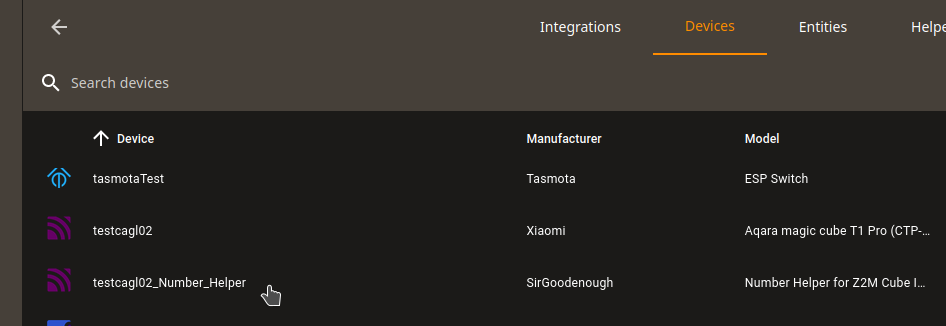 Integrations Devices Entities Helpe
Search devices
Device Manufacturer Model
tasmotaTest Tasmota ESP Switch
testcagl02 Xiaomi Aqara magic cube T1 Pro (CTP-...
testcagl02_Number_Helper SirGoodenough Number Helper for Z2M Cube I...